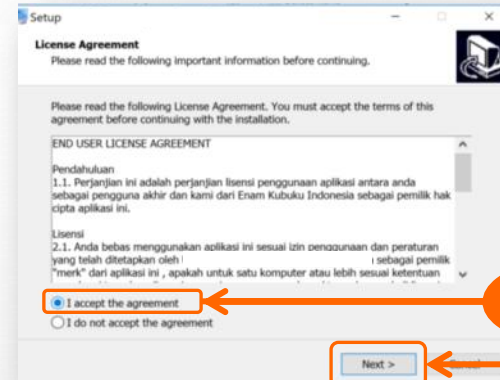 Setup
License Agreement
Please read the following important information before continuing.
Please read the following License Agreement. You must accept the terms of this
agreement before continuing with the installation.
END USER LICENSE AGREEMENT
Pendahuluan
1.1. Perjanjian ini adalah perjanjian lisensi penggunaan aplikasi antara anda
sebagai pengguna akhir dan kami dari Enam Kubuku Indonesia sebagai pemilik hak
cipta aplikasi ini.
Lisensi
2.1. Anda bebas menggunakan aplikasi ini sesuai izin penggunaan dan peraturan
yang telah ditetapkan oleh sebagai pemilik
"merk" dari aplikasi ini , apakah untuk satu komputer atau lebih sesuai ketentuan
I accept the agreement
I do not accept the agreement
Next >